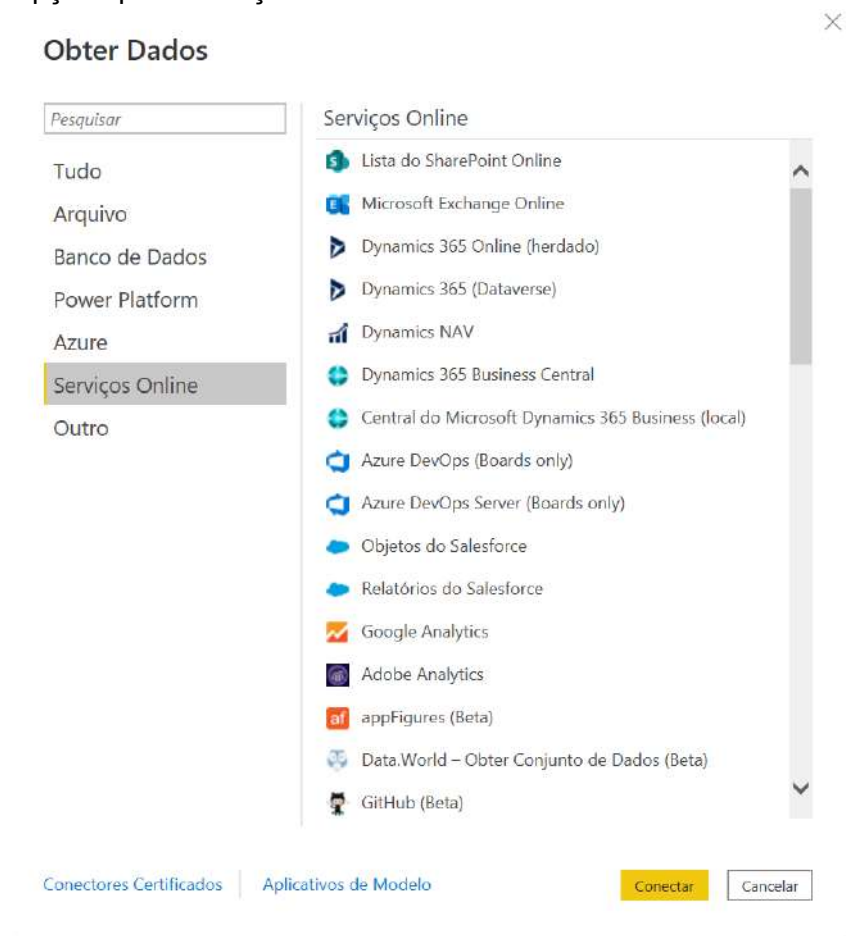 Obter Dados
Pesquisar
Tudo
Arquivo
Banco de Dados
Power Platform
Azure
Serviços Online
Outro
Serviços Online
Lista do SharePoint Online
Microsoft Exchange Online
Dynamics 365 Online (herdado)
Dynamics 365 (Dataverse)
Dynamics NAV
Dynamics 365 Business Central
Central do Microsoft Dynamics 365 Business (local)
Azure DevOps (Boards only)
Azure DevOps Server (Boards only)
Objetos do Salesforce
Relatórios do Salesforce
Google Analytics
Adobe Analytics
af appFigures (Beta)
Data.World – Obter Conjunto de Dados (Beta)
GitHub (Beta)
Conectores Certificados
Aplicativos de Modelo
Conectar
Cancelar